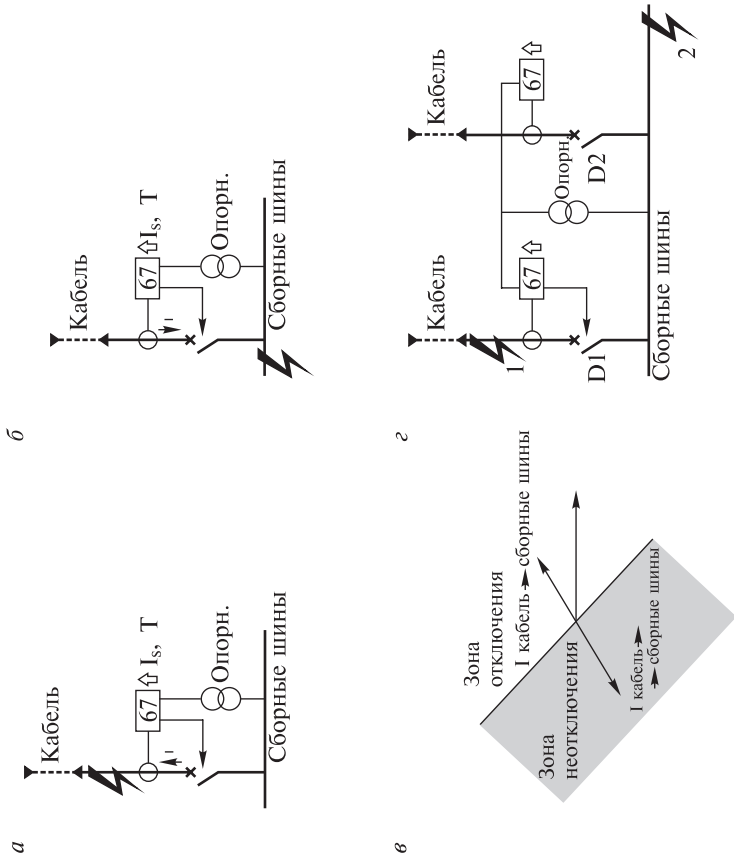 а
Кабель
67
Is, T
I
Опорн.
Сборные шины
б
Кабель
67
Is, T
I
Опорн.
Сборные шины
в
Зона
отключения
I кабель
сборные шины
Зона
неотключения
I кабель
сборные шины
г
Кабель
Кабель
1
67
67
Опорн.
D1
D2
Сборные шины
2